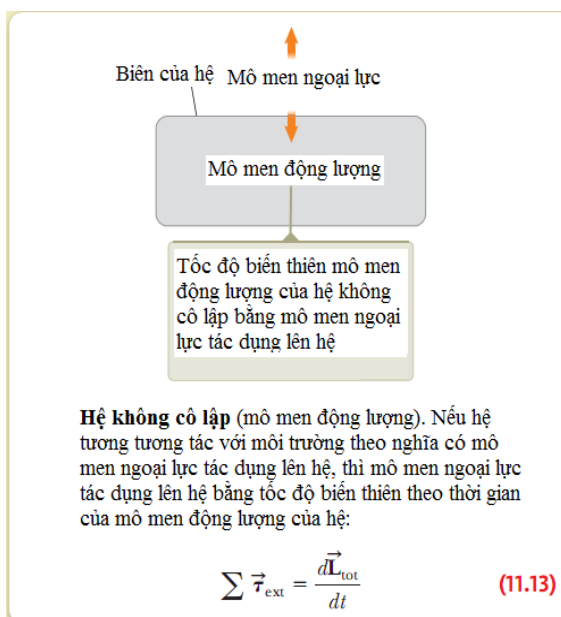 Biên của hệ Mô men ngoại lực
Mô men động lượng
Tốc độ biến thiên mô men
động lượng của hệ không
cô lập bằng mô men ngoại
lực tác dụng lên hệ
Hệ không cô lập (mô men động lượng). Nếu hệ
tương tương tác với môi trường theo nghĩa có mô
men ngoại lực tác dụng lên hệ, thì mô men ngoại lực
tác dụng lên hệ bằng tốc độ biến thiên theo thời gian
của mô men động lượng của hệ:
∑ τ⃗ext = dL⃗tot / dt (11.13)